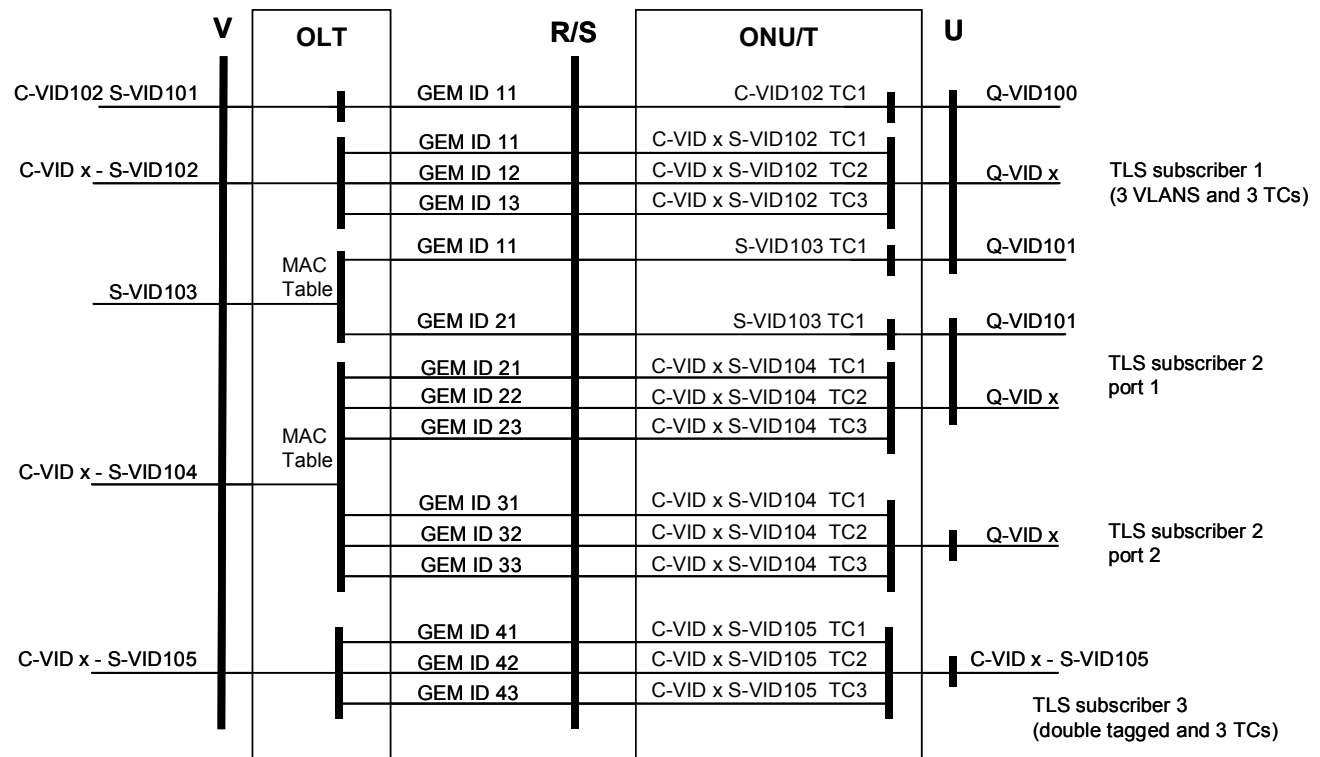 V OLT R/S ONU/T U
C-VID102 S-VID101 GEM ID 11 C-VID102 TC1 Q-VID100
GEM ID 11 C-VID x S-VID102 TC1
C-VID x - S-VID102 GEM ID 12 C-VID x S-VID102 TC2 Q-VID x
GEM ID 13 C-VID x S-VID102 TC3
TLS subscriber 1
(3 VLANS and 3 TCs)
GEM ID 11 S-VID103 TC1 Q-VID101
MAC
Table
S-VID103
GEM ID 21 S-VID103 TC1 Q-VID101
GEM ID 21 C-VID x S-VID104 TC1
GEM ID 22 C-VID x S-VID104 TC2 Q-VID x
GEM ID 23 C-VID x S-VID104 TC3
TLS subscriber 2
port 1
MAC
Table
C-VID x - S-VID104
GEM ID 31 C-VID x S-VID104 TC1
GEM ID 32 C-VID x S-VID104 TC2 Q-VID x
GEM ID 33 C-VID x S-VID104 TC3
TLS subscriber 2
port 2
GEM ID 41 C-VID x S-VID105 TC1
C-VID x - S-VID105 GEM ID 42 C-VID x S-VID105 TC2 C-VID x - S-VID105
GEM ID 43 C-VID x S-VID105 TC3
TLS subscriber 3
(double tagged and 3 TCs)